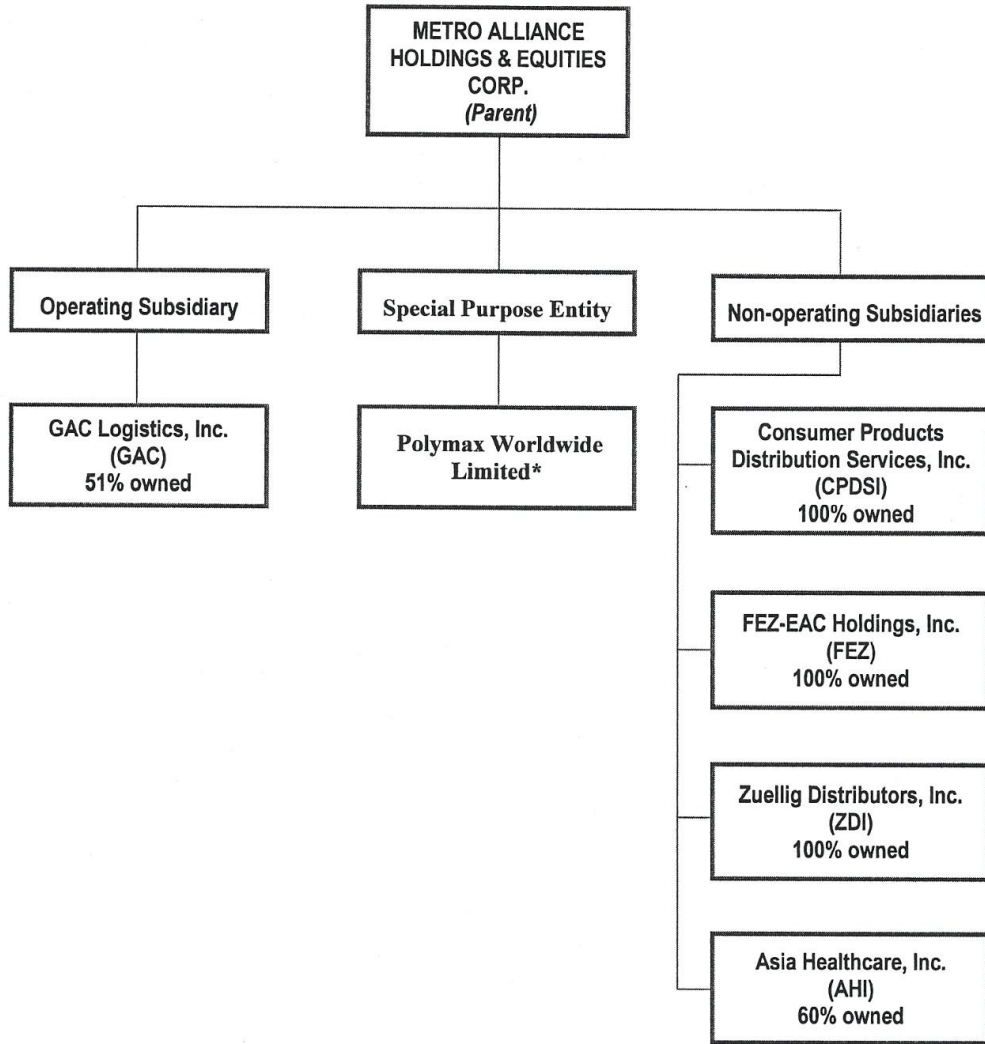 METRO ALLIANCE
HOLDINGS & EQUITIES
CORP.
(Parent)
Operating Subsidiary
Special Purpose Entity
Non-operating Subsidiaries
GAC Logistics, Inc.
(GAC)
51% owned
Polymax Worldwide
Limited*
Consumer Products
Distribution Services, Inc.
(CPDSI)
100% owned
FEZ-EAC Holdings, Inc.
(FEZ)
100% owned
Zuellig Distributors, Inc.
(ZDI)
100% owned
Asia Healthcare, Inc.
(AHI)
60% owned